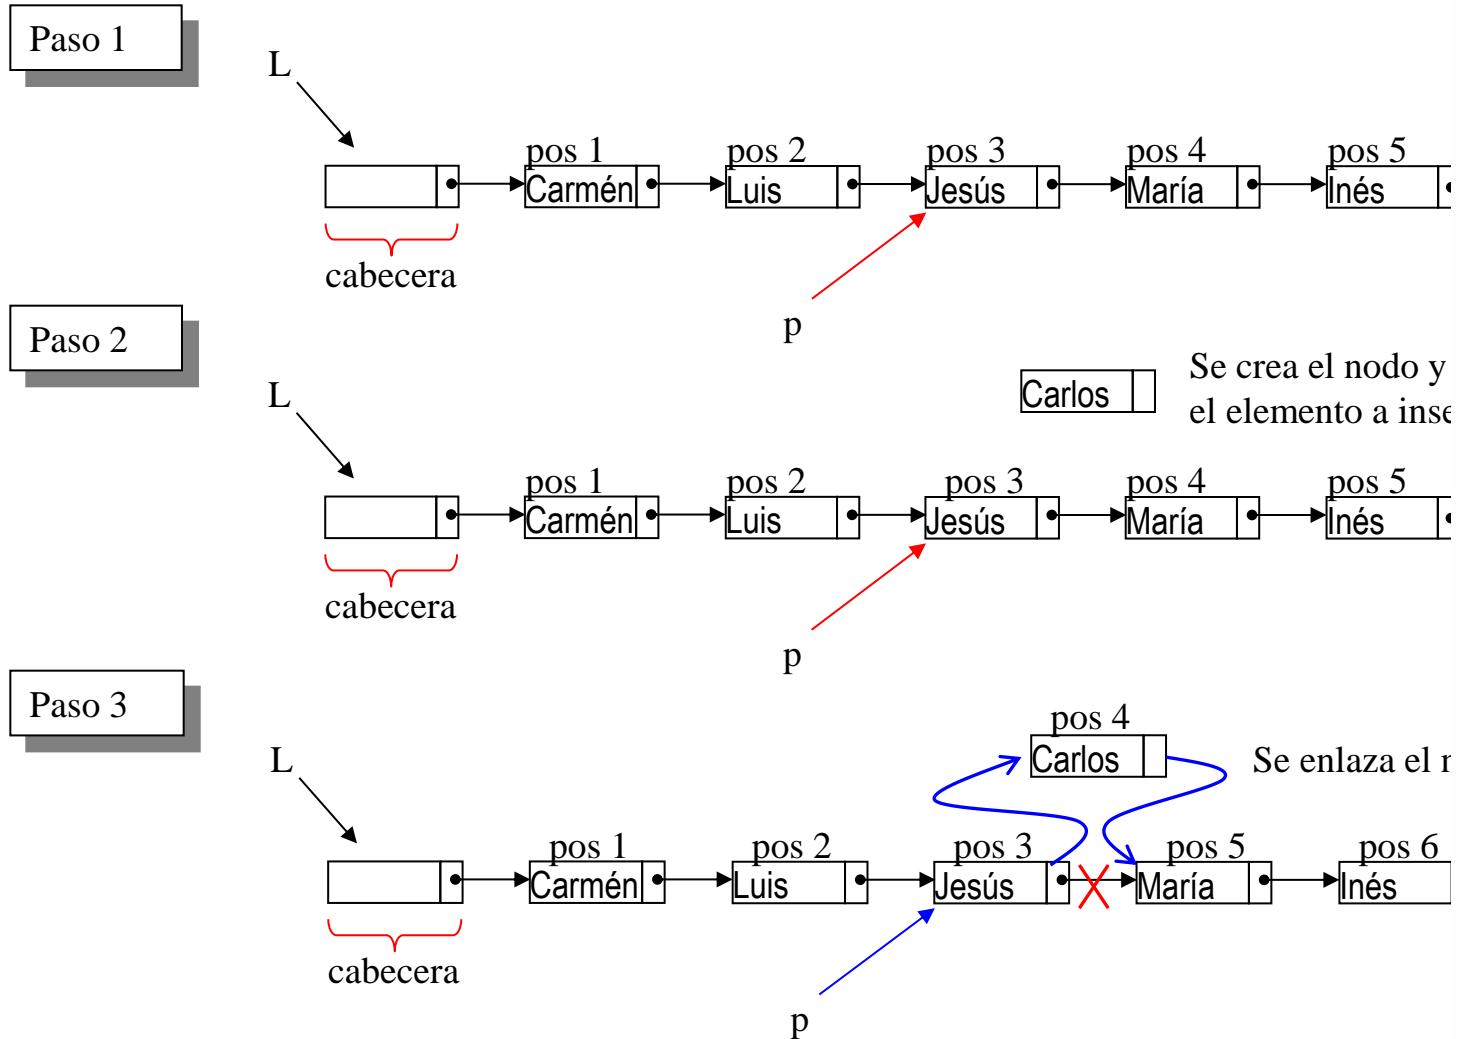 Paso 1
L
pos 1 pos 2 pos 3 pos 4 pos 5
Carmén Luis Jesús María Inés
cabecera
p
Paso 2
Carlos
Se crea el nodo y
el elemento a inse
L
pos 1 pos 2 pos 3 pos 4 pos 5
Carmén Luis Jesús María Inés
cabecera
p
Paso 3
pos 4
Carlos
Se enlaza el
L
pos 1 pos 2 pos 3 pos 5 pos 6
Carmén Luis Jesús María Inés
cabecera
p